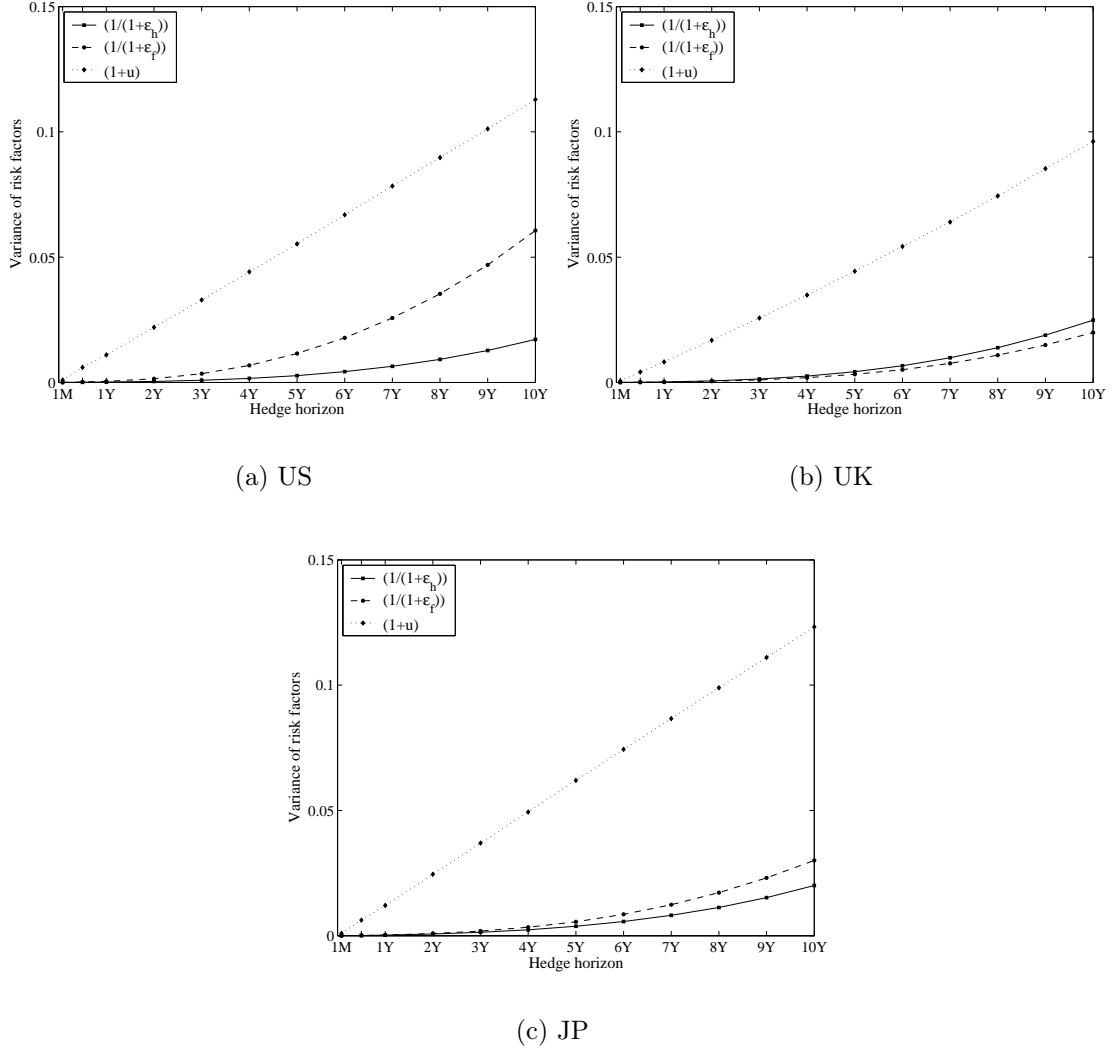 0.15
(1/(1+ε_h))
(1/(1+ε_f))
(1+u)
0.1
0.05
0
Variance of risk factors
1M 1Y 2Y 3Y 4Y 5Y 6Y 7Y 8Y 9Y 10Y
Hedge horizon
(a) US
0.15
(1/(1+ε_h))
(1/(1+ε_f))
(1+u)
0.1
0.05
0
Variance of risk factors
1M 1Y 2Y 3Y 4Y 5Y 6Y 7Y 8Y 9Y 10Y
Hedge horizon
(b) UK
0.15
(1/(1+ε_h))
(1/(1+ε_f))
(1+u)
0.1
0.05
0
Variance of risk factors
1M 1Y 2Y 3Y 4Y 5Y 6Y 7Y 8Y 9Y 10Y
Hedge horizon
(c) JP